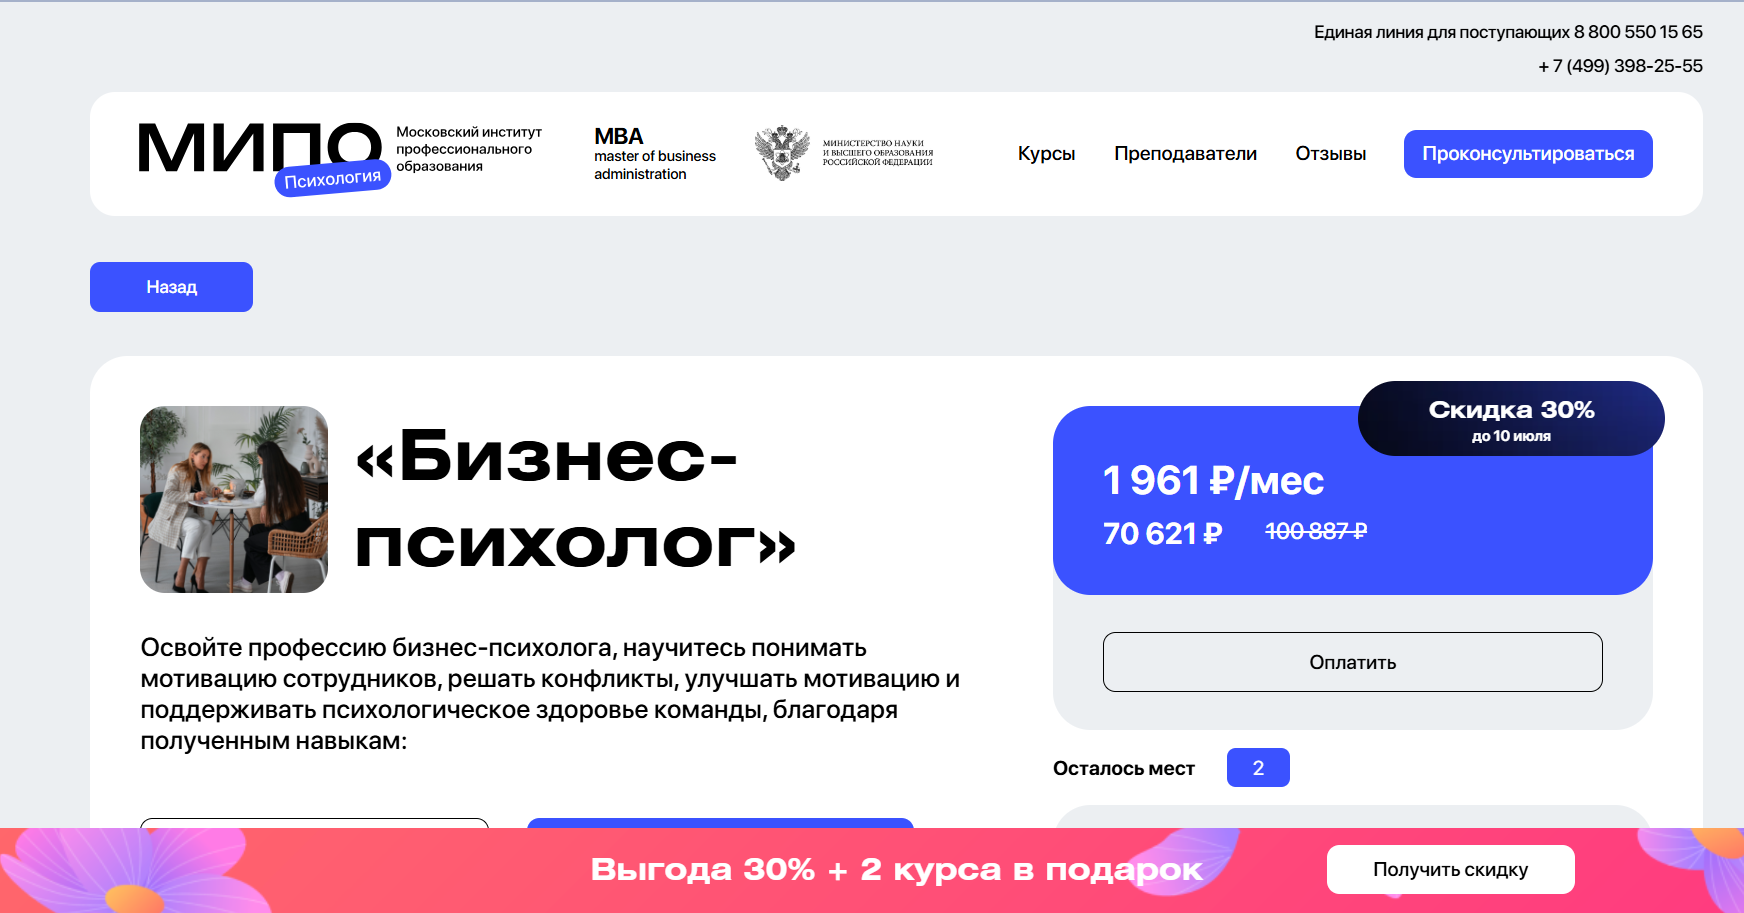 Единая линия для поступающих 8 800 550 15 65
+ 7 (499) 398-25-55
МИПО
Психология
Московский институт
профессионального
образования
MBA
master of business
administration
МИНИСТЕРСТВО НАУКИ
И ВЫСШЕГО ОБРАЗОВАНИЯ
РОССИЙСКОЙ ФЕДЕРАЦИИ
Курсы
Преподаватели
Отзывы
Проконсультироваться
Назад
«Бизнес-
психолог»
Освойте профессию бизнес-психолога, научитесь понимать
мотивацию сотрудников, решать конфликты, улучшать мотивацию и
поддерживать психологическое здоровье команды, благодаря
полученным навыкам:
Скидка 30%
до 10 июля
1 961 ₽/мес
70 621 ₽ 100 887 ₽
Оплатить
Осталось мест 2
Выгода 30% + 2 курса в подарок
Получить скидку